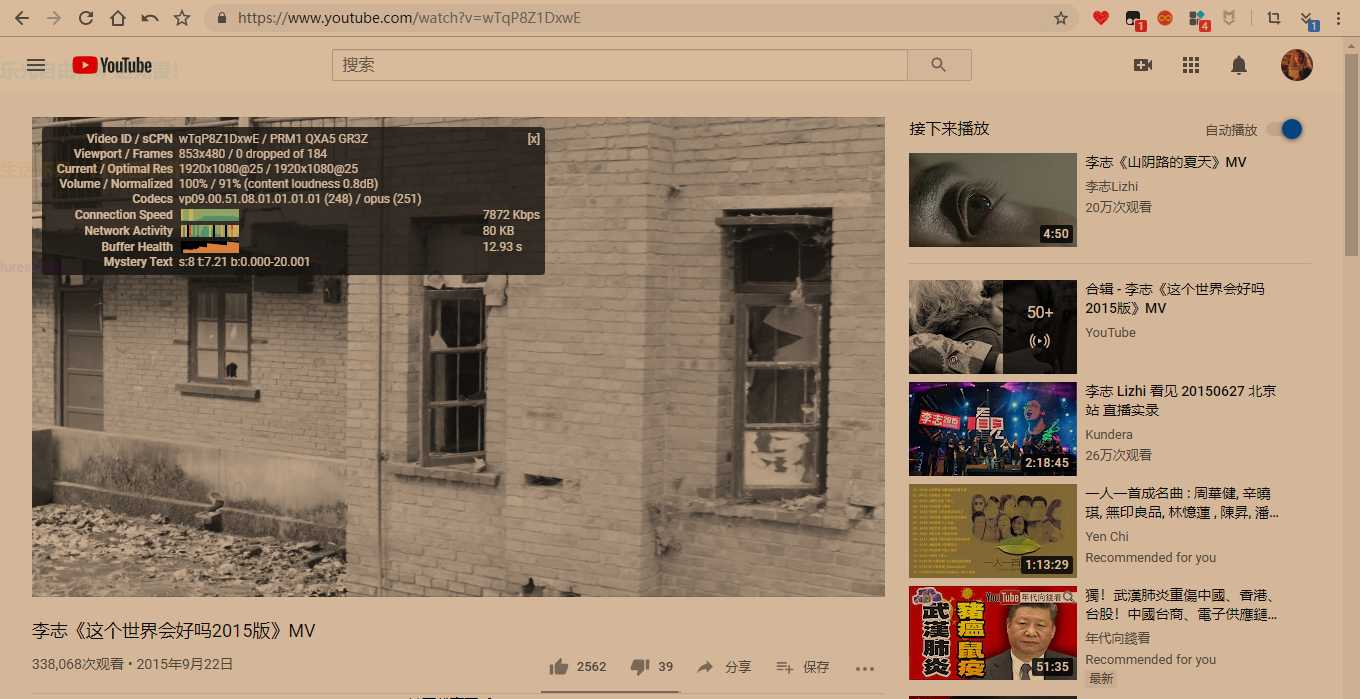 https://www.youtube.com/watch?v=wTqP8Z1DxwE
1
4
1
YouTube
搜索
Video ID / sCPN wTqP8Z1DxwE / PRM1 QXA5 GR3Z
[x]
Viewport / Frames 853x480 / 0 dropped of 184
Current / Optimal Res 1920x1080@25 / 1920x1080@25
Volume / Normalized 100% / 91% (content loudness 0.8dB)
Codecs vp09.00.51.08.01.01.01.01 (248) / opus (251)
Connection Speed 7872 Kbps
Network Activity 80 KB
Buffer Health 12.93 s
Mystery Text s:8 t:7.21 b:0.000-20.001
李志《这个世界会好吗2015版》MV
338,068次观看 • 2015年9月22日
2562
39
分享
保存
接下来播放
自动播放
4:50
李志《山阴路的夏天》MV
李志Lizhi
20万次观看
50+
合辑 - 李志《这个世界会好吗
2015版》MV
YouTube
李志2015
看见
2:18:45
李志 Lizhi 看见 20150627 北京
站 直播实录
Kundera
26万次观看
1:13:29
一人一首成名曲 : 周華健, 辛曉
琪, 無印良品, 林憶蓮 , 陳昇, 潘...
Yen Chi
Recommended for you
YouTube 年代向錢看
武漢肺炎
豬瘟鼠疫
51:35
獨！武漢肺炎重傷中國、香港、
台股！中國台商、電子供應鏈...
年代向錢看
Recommended for you
最新